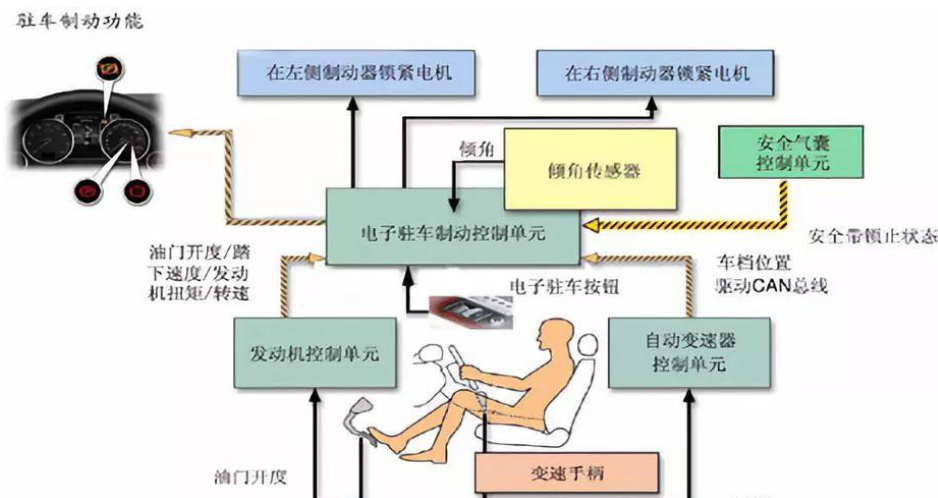 驻车制动功能
在左侧制动器锁紧电机
在右侧制动器锁紧电机
倾角
倾角传感器
安全气囊
控制单元
电子驻车制动控制单元
安全带锁止状态
油门开度/踏
下速度/发动
机扭矩/转速
电子驻车按钮
车档位置
驱动CAN总线
发动机控制单元
自动变速器
控制单元
油门开度
变速手柄